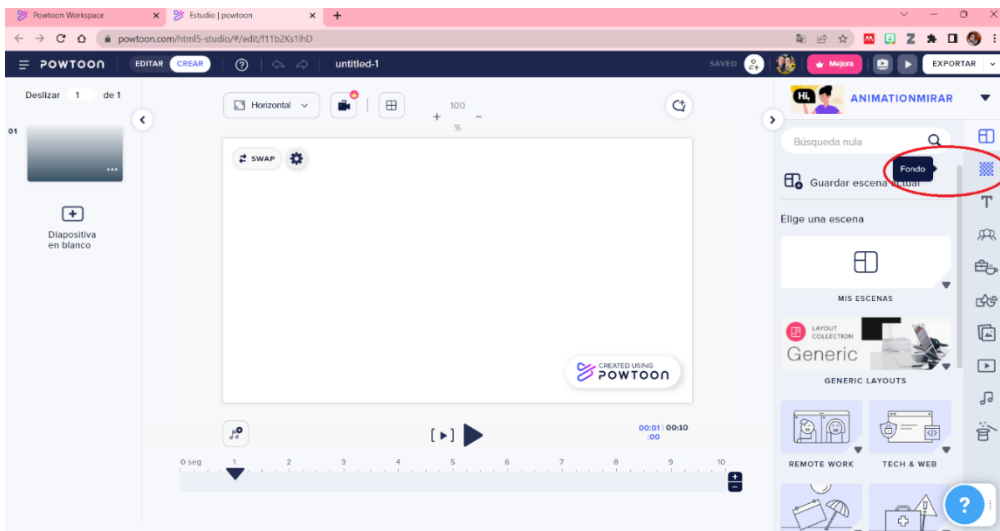 Powtoon Workspace
Estudio | powtoon
powtoon.com/html5-studio/#/edit/f11b2Ks1lhD
POWTOON
EDITAR CREAR
untitled-1
SAVED
Mejora
EXPORTAR
Deslizar 1 de 1
01
Diapositiva
en blanco
Horizontal
100
+ -
%
SWAP
CREATED USING
POWTOON
00:01 00:10
:00
0 seg 1 2 3 4 5 6 7 8 9 10
Hi,
ANIMATIONMIRAR
Búsqueda nula
Fondo
Guardar escena actual
Elige una escena
MIS ESCENAS
LAYOUT
COLLECTION
Generic
GENERIC LAYOUTS
REMOTE WORK
TECH & WEB
?